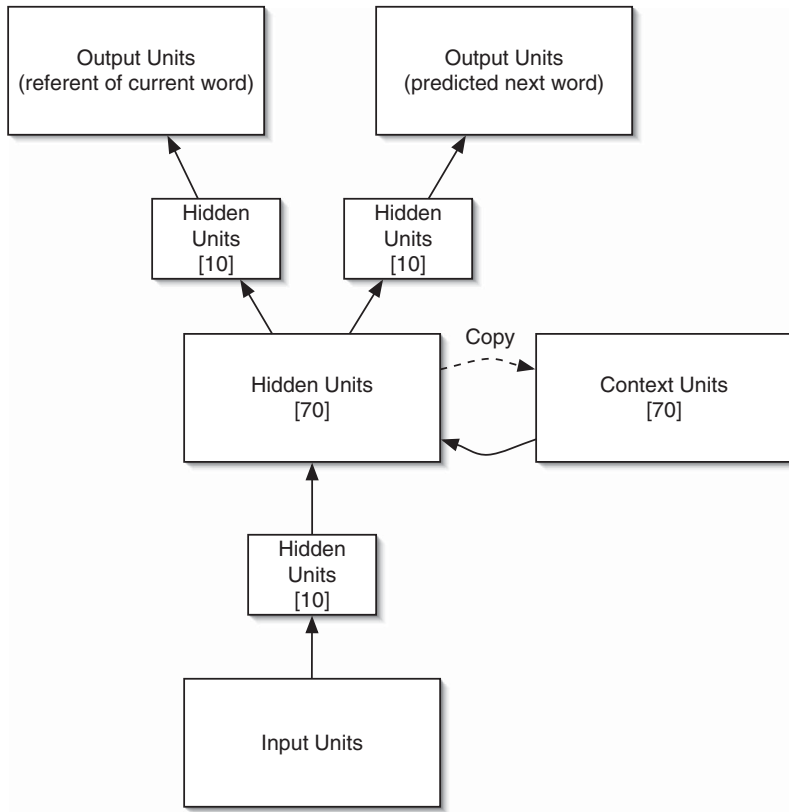 Output Units
(referent of current word)
Output Units
(predicted next word)
Hidden
Units
[10]
Hidden
Units
[10]
Copy
Hidden Units
[70]
Context Units
[70]
Hidden
Units
[10]
Input Units